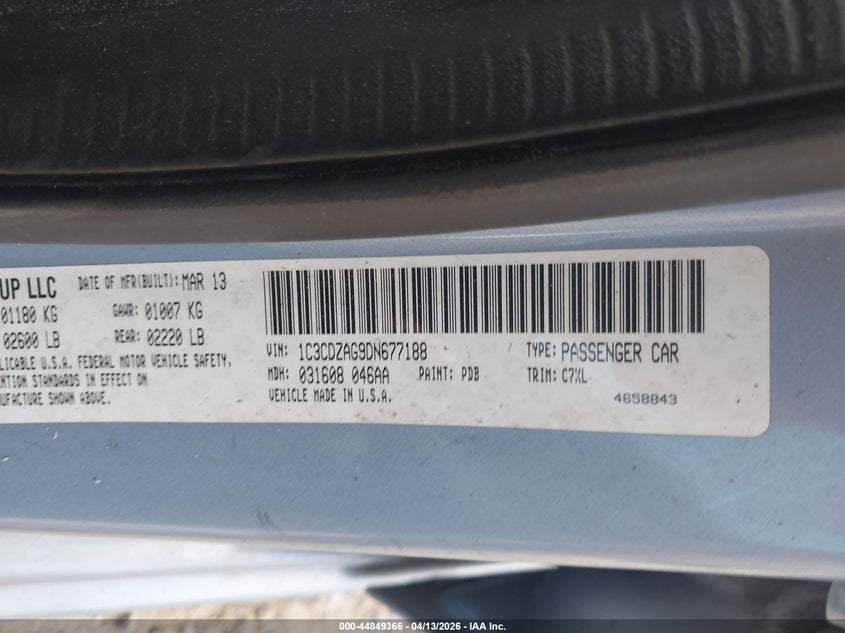 UP LLC DATE OF MFR(BUILT): MAR 13
01180 KG GAWR: 01007 KG
02600 LB REAR: 02220 LB
LICABLE U.S.A. FEDERAL MOTOR VEHICLE SAFETY,
ENTION STANDARDS IN EFFECT ON
NUFACTURE SHOWN ABOVE.
VIN: 1C3CDZAG9DN677188 TYPE: PASSENGER CAR
MDH: 031608 046AA PAINT: PDB TRIM: C7XL
VEHICLE MADE IN U.S.A. 4658843
000-44849366 - 04/13/2026 - IAA Inc.